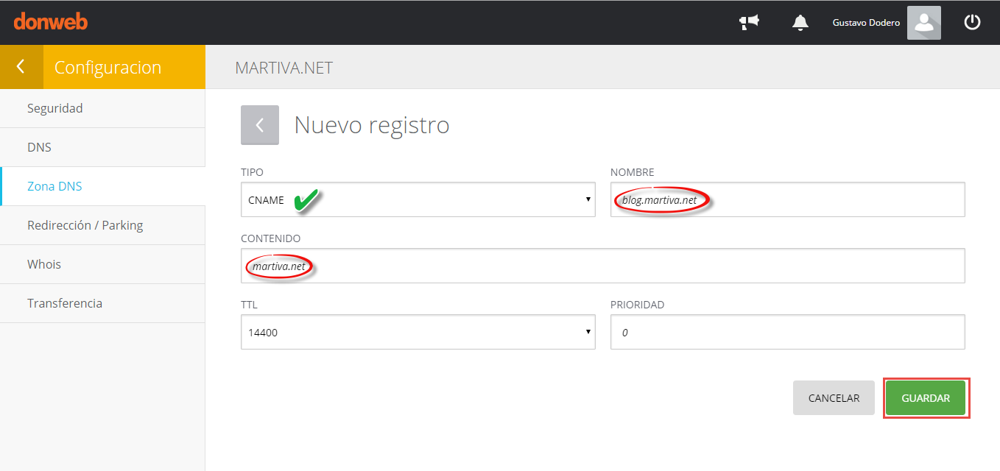 donweb
Gustavo Dodero
Configuracion
MARTIVA.NET
Seguridad
DNS
Zona DNS
Redirección / Parking
Whois
Transferencia
Nuevo registro
TIPO
NOMBRE
CNAME
blog.martiva.net
CONTENIDO
martiva.net
TTL
PRIORIDAD
14400
0
CANCELAR
GUARDAR